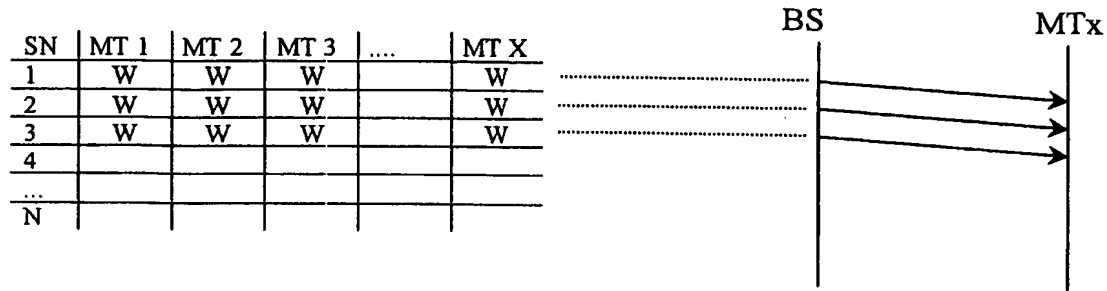 BS MTx
SN MT 1 MT 2 MT 3 .... MT X
1 W W W W
2 W W W W
3 W W W W
4
...
N